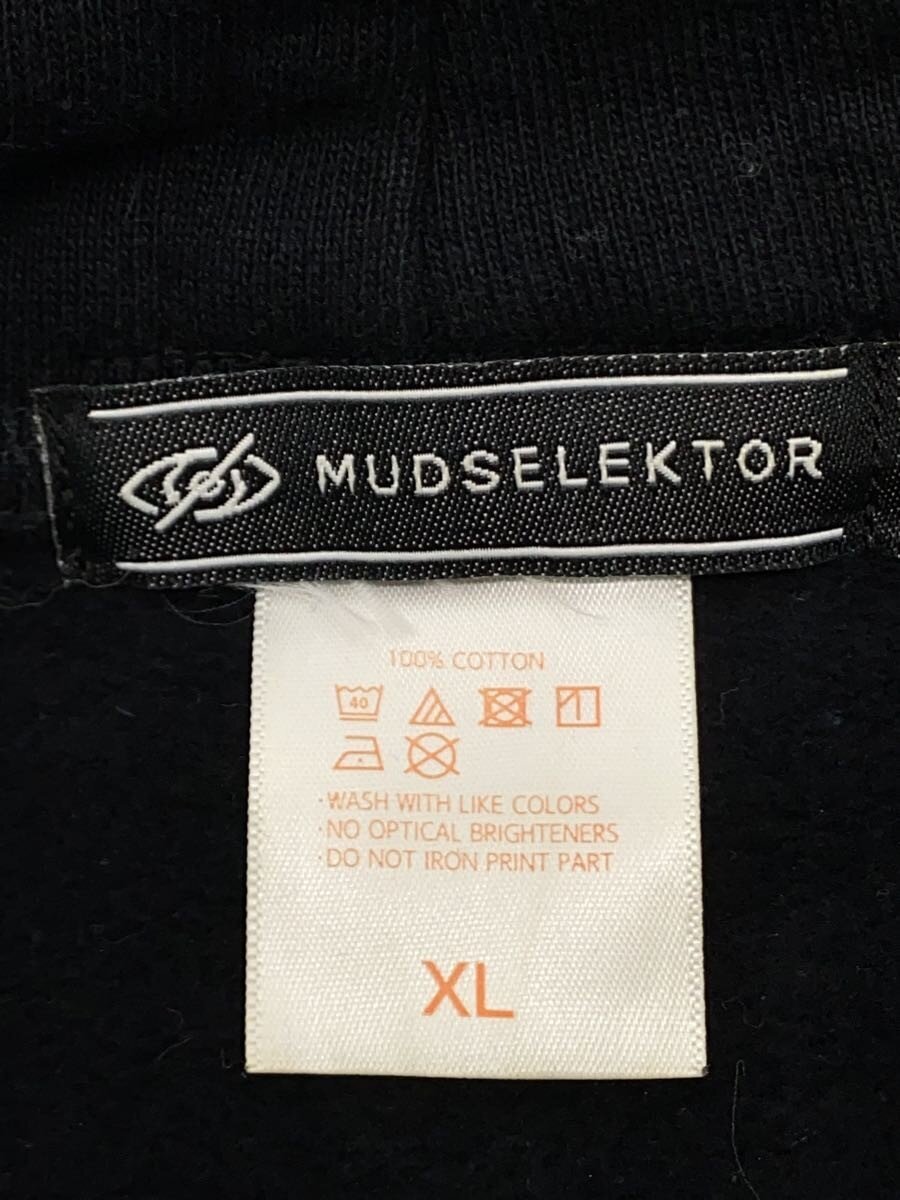 MUDSELEKTOR
100% COTTON
40
·WASH WITH LIKE COLORS
·NO OPTICAL BRIGHTENERS
·DO NOT IRON PRINT PART
XL